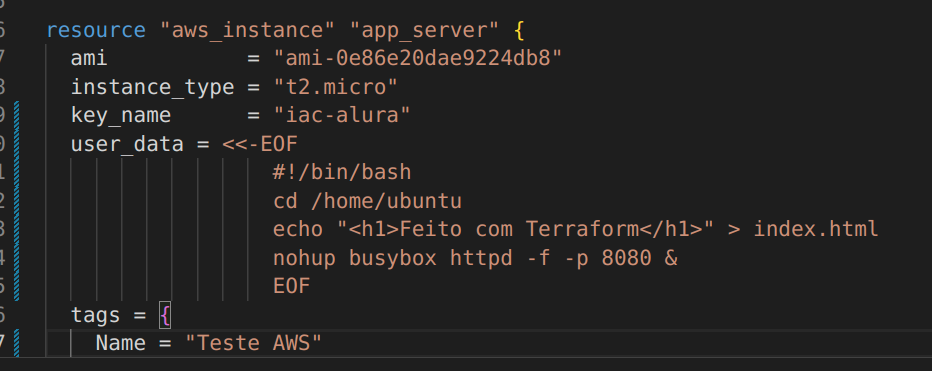 resource "aws_instance" "app_server" {
  ami           = "ami-0e86e20dae9224db8"
  instance_type = "t2.micro"
  key_name      = "iac-alura"
  user_data = <<-EOF
                  #!/bin/bash
                  cd /home/ubuntu
                  echo "<h1>Feito com Terraform</h1>" > index.html
                  nohup busybox httpd -f -p 8080 &
                  EOF
  tags = {
    Name = "Teste AWS"